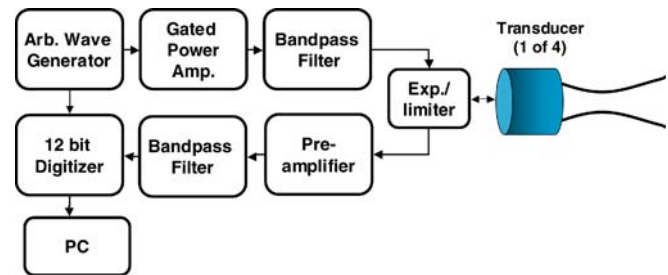 Arb. Wave
Generator
Gated
Power
Amp.
Bandpass
Filter
Transducer
(1 of 4)
Exp./
limiter
12 bit
Digitizer
Bandpass
Filter
Pre-
amplifier
PC